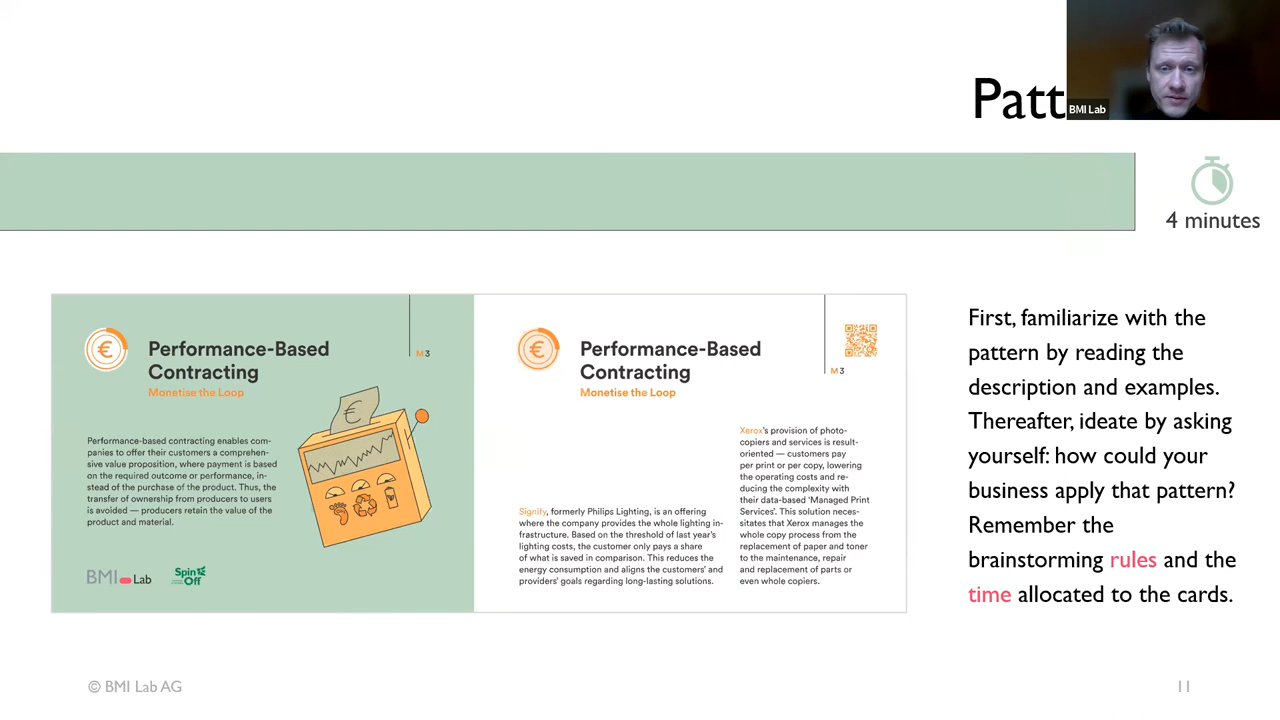 Patt
BMI Lab
4 minutes
Performance-Based
Contracting
Monetise the Loop
M3
Performance-based contracting enables com-
panies to offer their customers a comprehen-
sive value proposition, where payment is based
on the required outcome or performance, in-
stead of the purchase of the product. Thus, the
transfer of ownership from producers to users
is avoided — producers retain the value of the
product and material.
€
€
BMI Lab
Spin Off
€
Performance-Based
Contracting
Monetise the Loop
M3
Signify, formerly Philips Lighting, is an offering
where the company provides the whole lighting in-
frastructure. Based on the threshold of last year's
lighting costs, the customer only pays a share
of what is saved in comparison. This reduces the
energy consumption and aligns the customers' and
providers' goals regarding long-lasting solutions.
Xerox's provision of photo-
copiers and services is result-
oriented — customers pay
per print or per copy, lowering
the operating costs and re-
ducing the complexity with
their data-based 'Managed Print
Services'. This solution neces-
sitates that Xerox manages the
whole copy process from the
replacement of paper and toner
to the maintenance, repair
and replacement of parts or
even whole copiers.
First, familiarize with the
pattern by reading the
description and examples.
Thereafter, ideate by asking
yourself: how could your
business apply that pattern?
Remember the
brainstorming rules and the
time allocated to the cards.
© BMI Lab AG
11